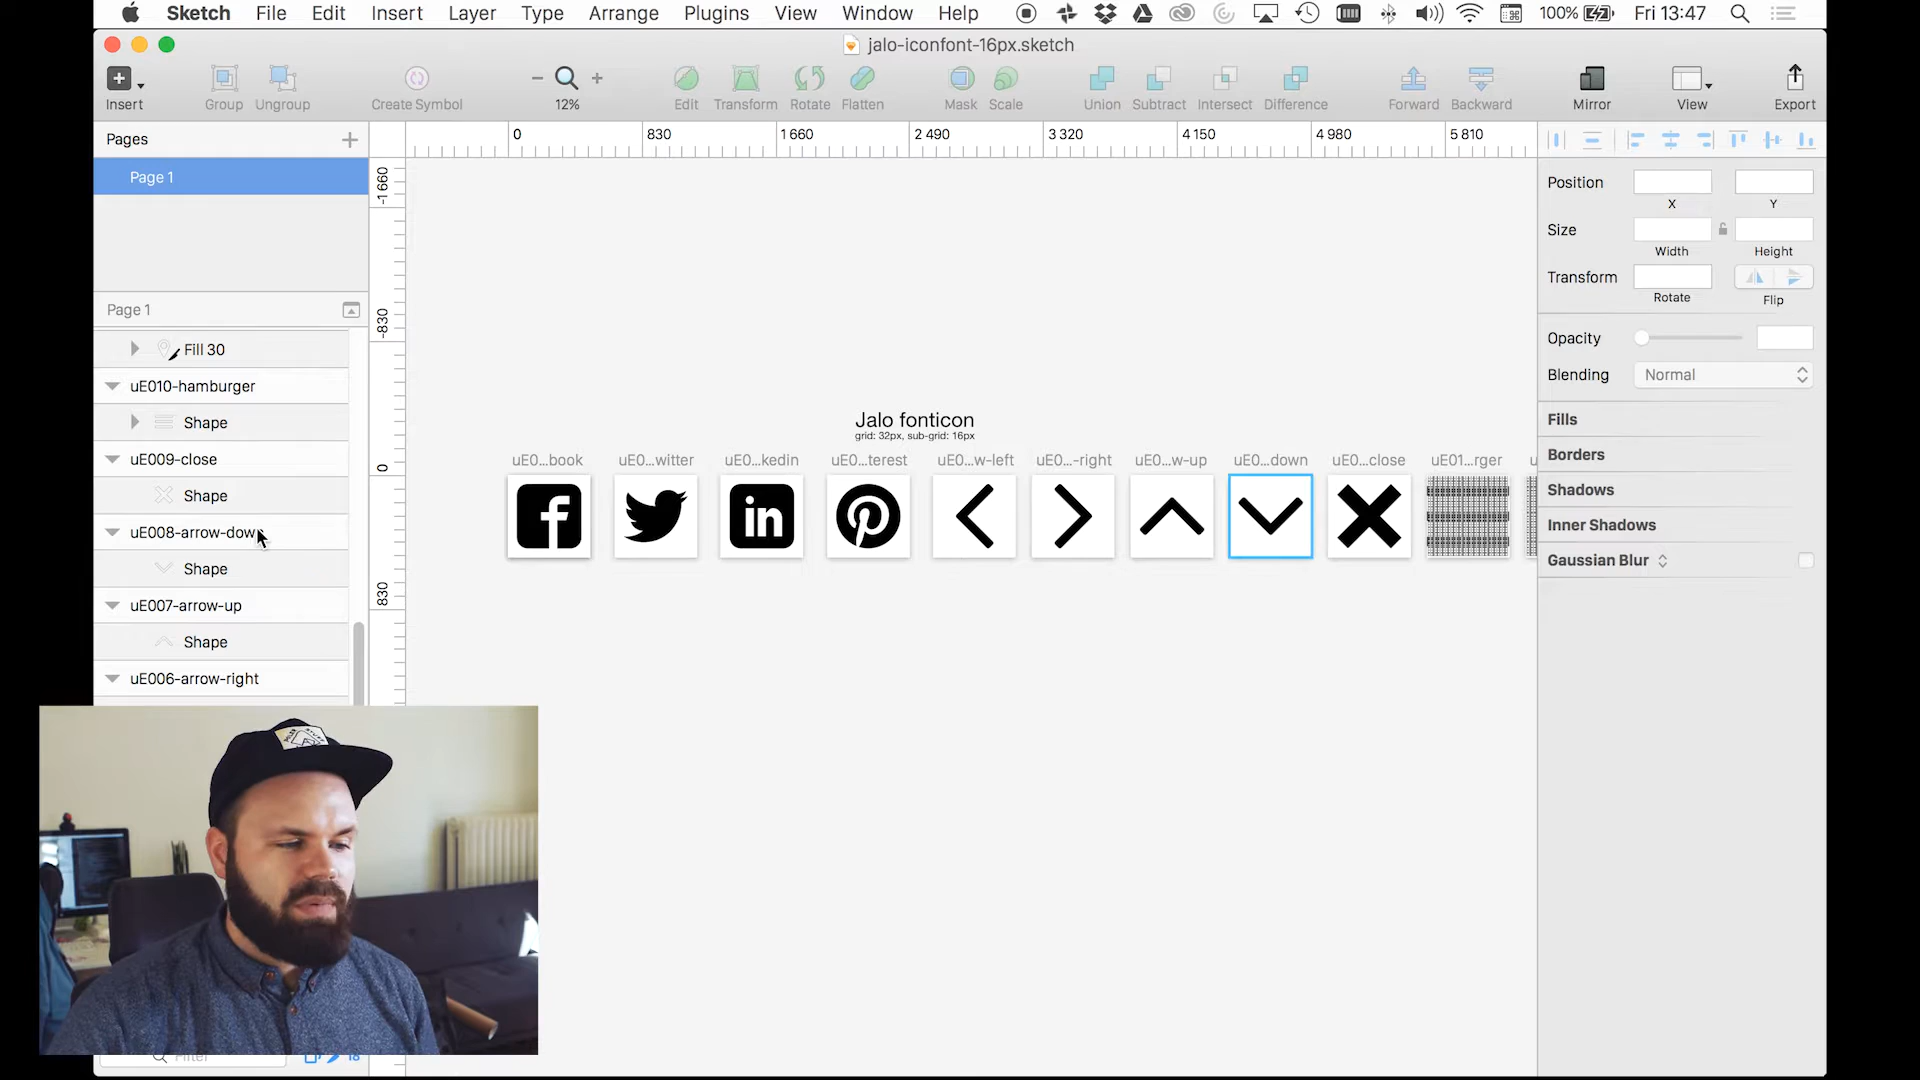 Sketch File Edit Insert Layer Type Arrange Plugins View Window Help 100% Fri 13:47
jalo-iconfont-16px.sketch
Insert Group Ungroup Create Symbol 12% Edit Transform Rotate Flatten Mask Scale Union Subtract Intersect Difference Forward Backward Mirror View Export
Pages
Page 1
Page 1
Fill 30
uE010-hamburger
Shape
uE009-close
Shape
uE008-arrow-dow
Shape
uE007-arrow-up
Shape
uE006-arrow-right
Filter 18
0 830 1 660 2 490 3 320 4 150 4 980 5 810
-1 660
-830
0
830
Jalo fonticon
grid: 32px, sub-grid: 16px
uE0...book uE0...witter uE0...kedin uE0...terest uE0...w-left uE0...-right uE0...w-up uE0...down uE0...close uE01...rger u
f in
Position
X Y
Size
Width Height
Transform
Rotate Flip
Opacity
Blending Normal
Fills
Borders
Shadows
Inner Shadows
Gaussian Blur